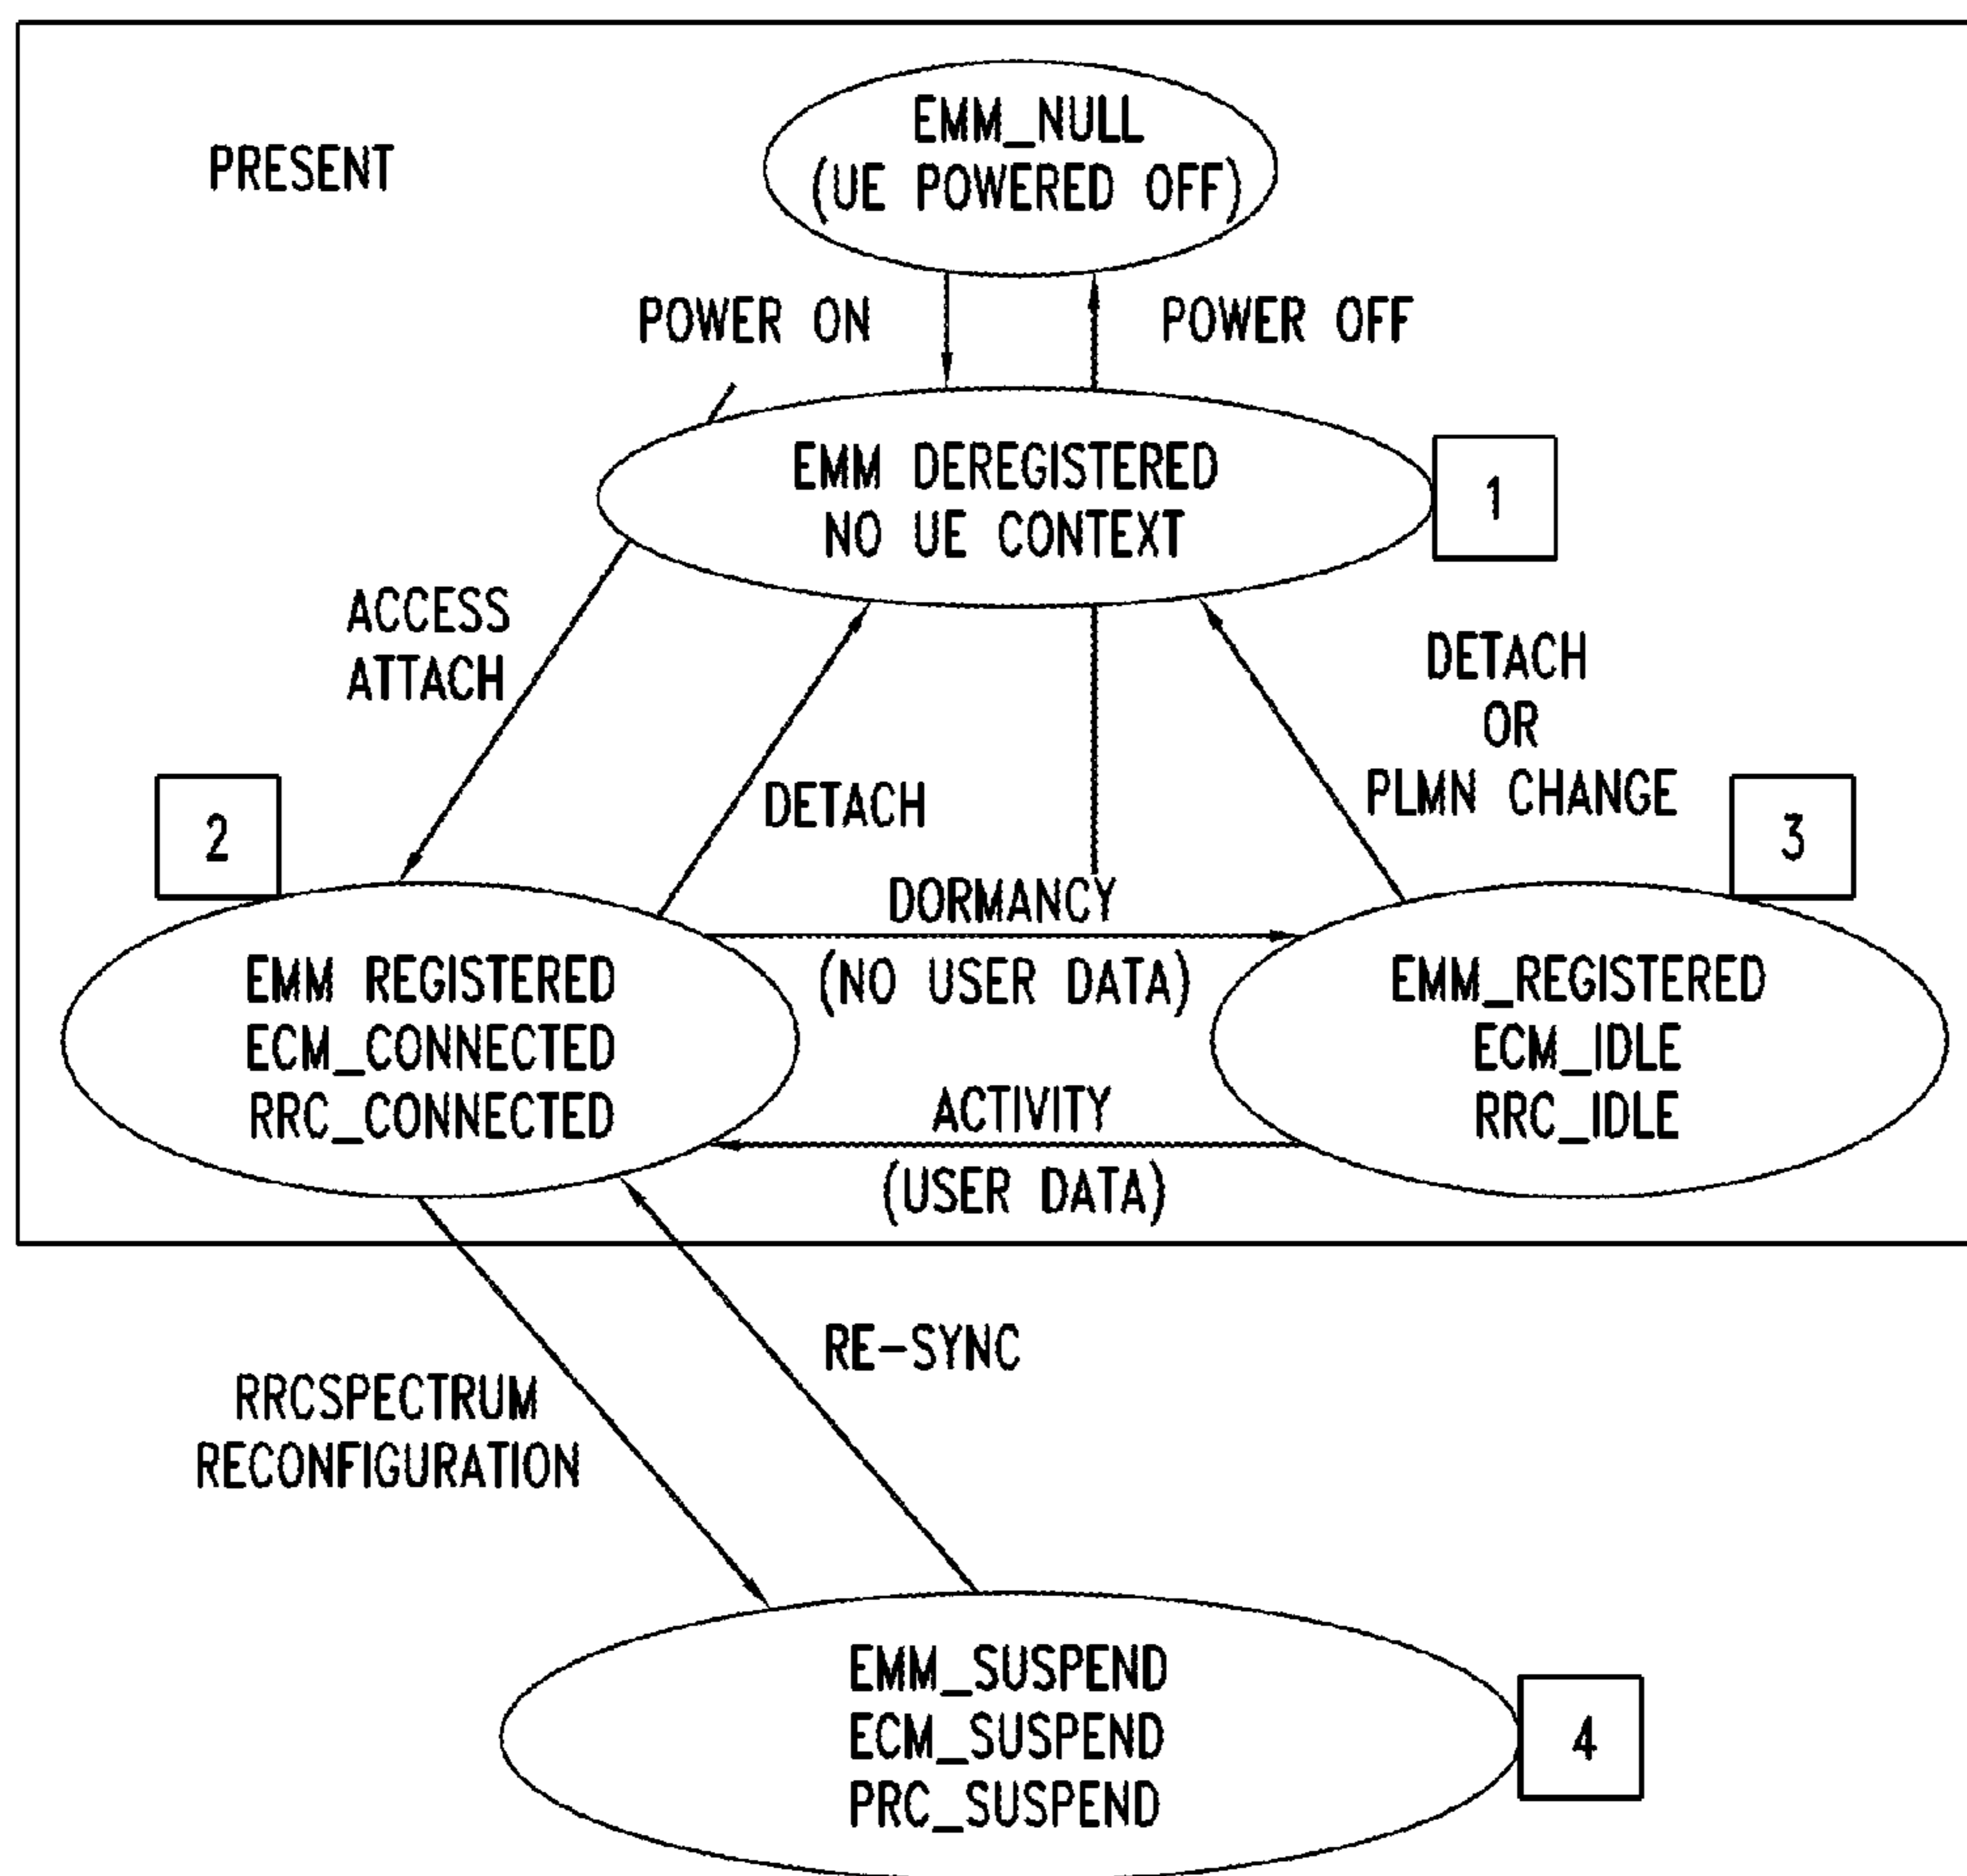 PRESENT
EMM_NULL
(UE POWERED OFF)
POWER ON
POWER OFF
EMM DEREGISTERED
NO UE CONTEXT
1
ACCESS
ATTACH
DETACH
OR
PLMN CHANGE
DETACH
2
3
DORMANCY
(NO USER DATA)
EMM REGISTERED
ECM_CONNECTED
RRC_CONNECTED
EMM_REGISTERED
ECM_IDLE
RRC_IDLE
ACTIVITY
(USER DATA)
RE-SYNC
RRCSPECTRUM
RECONFIGURATION
EMM_SUSPEND
ECM_SUSPEND
PRC_SUSPEND
4